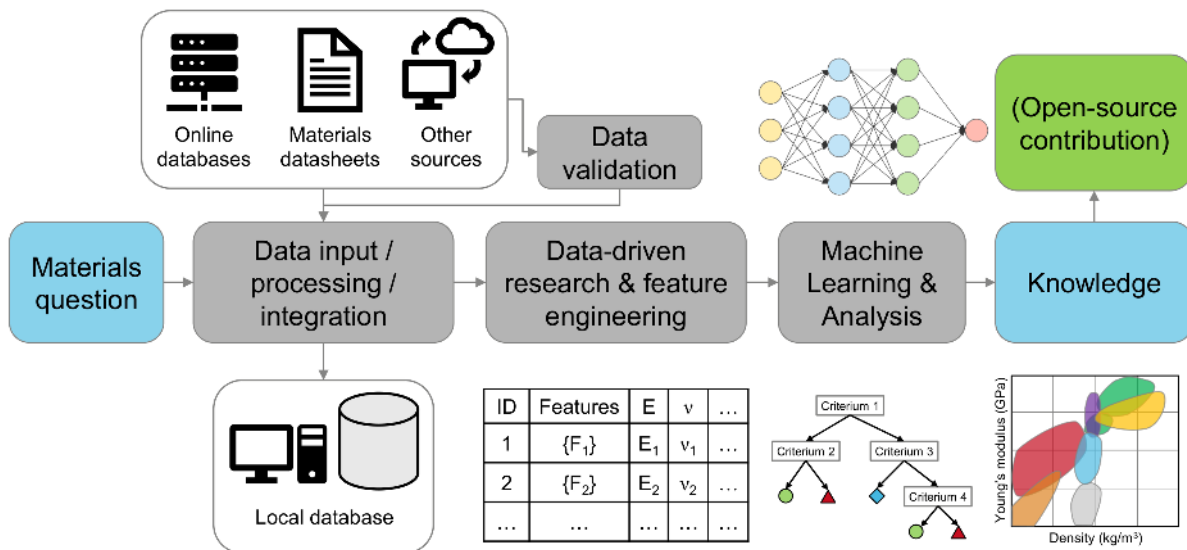 Online
databases
Materials
datasheets
Other
sources
Data
validation
(Open-source
contribution)
Materials
question
Data input /
processing /
integration
Data-driven
research & feature
engineering
Machine
Learning &
Analysis
Knowledge
Local database
ID Features E ν ...
1 {F₁} E₁ ν₁ ...
2 {F₂} E₂ ν₂ ...
... ... ... ... ...
Criterium 1
Criterium 2
Criterium 3
Criterium 4
Young's modulus (GPa)
Density (kg/m³)